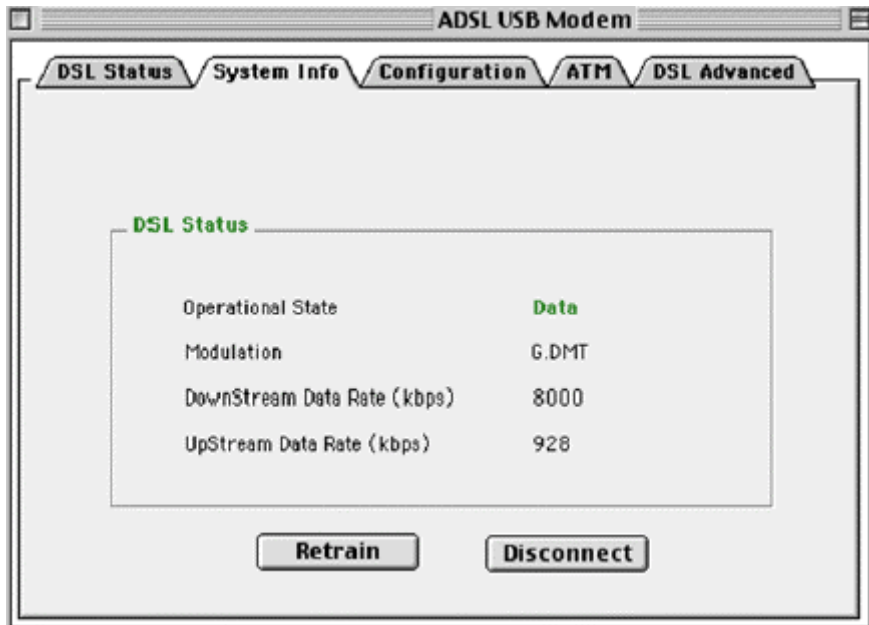 ADSL USB Modem
DSL Status System Info Configuration ATM DSL Advanced
DSL Status
Operational State Data
Modulation G.DMT
DownStream Data Rate (kbps) 8000
UpStream Data Rate (kbps) 928
Retrain Disconnect